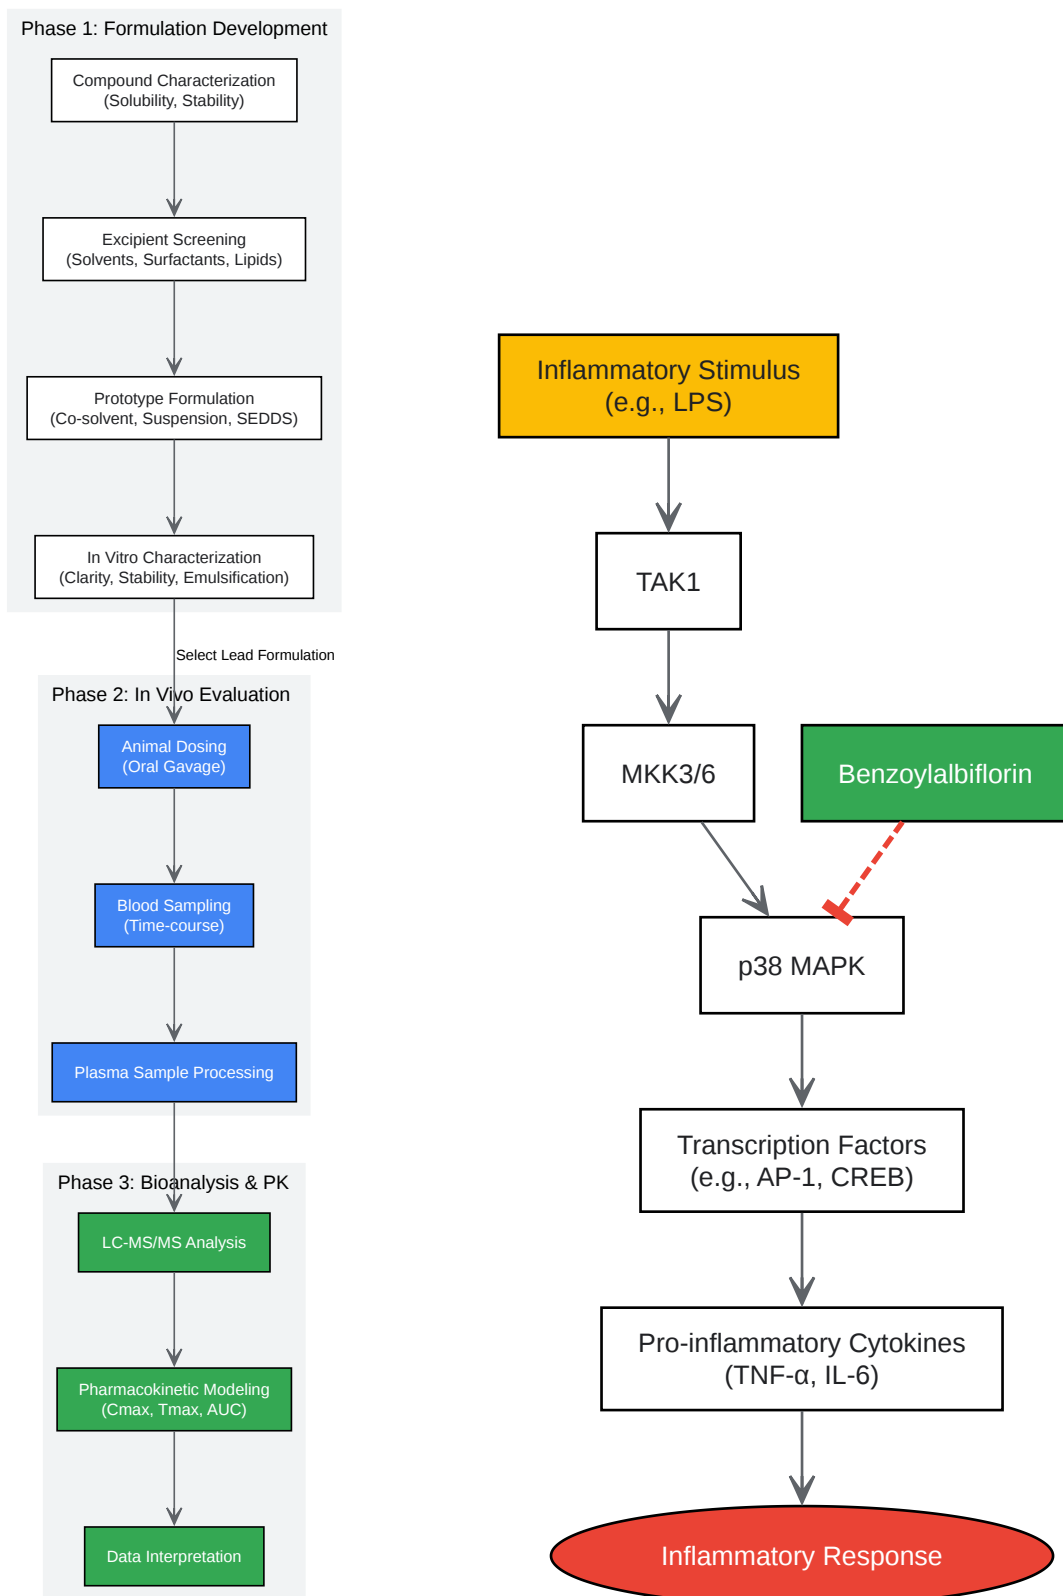 Phase 1: Formulation Development
Compound Characterization
(Solubility, Stability)
Excipient Screening
(Solvents, Surfactants, Lipids)
Prototype Formulation
(Co-solvent, Suspension, SEDDS)
In Vitro Characterization
(Clarity, Stability, Emulsification)
Select Lead Formulation
Phase 2: In Vivo Evaluation
Animal Dosing
(Oral Gavage)
Blood Sampling
(Time-course)
Plasma Sample Processing
Phase 3: Bioanalysis & PK
LC-MS/MS Analysis
Pharmacokinetic Modeling
(Cmax, Tmax, AUC)
Data Interpretation
Inflammatory Stimulus
(e.g., LPS)
TAK1
MKK3/6
Benzoylalbiflorin
p38 MAPK
Transcription Factors
(e.g., AP-1, CREB)
Pro-inflammatory Cytokines
(TNF-α, IL-6)
Inflammatory Response